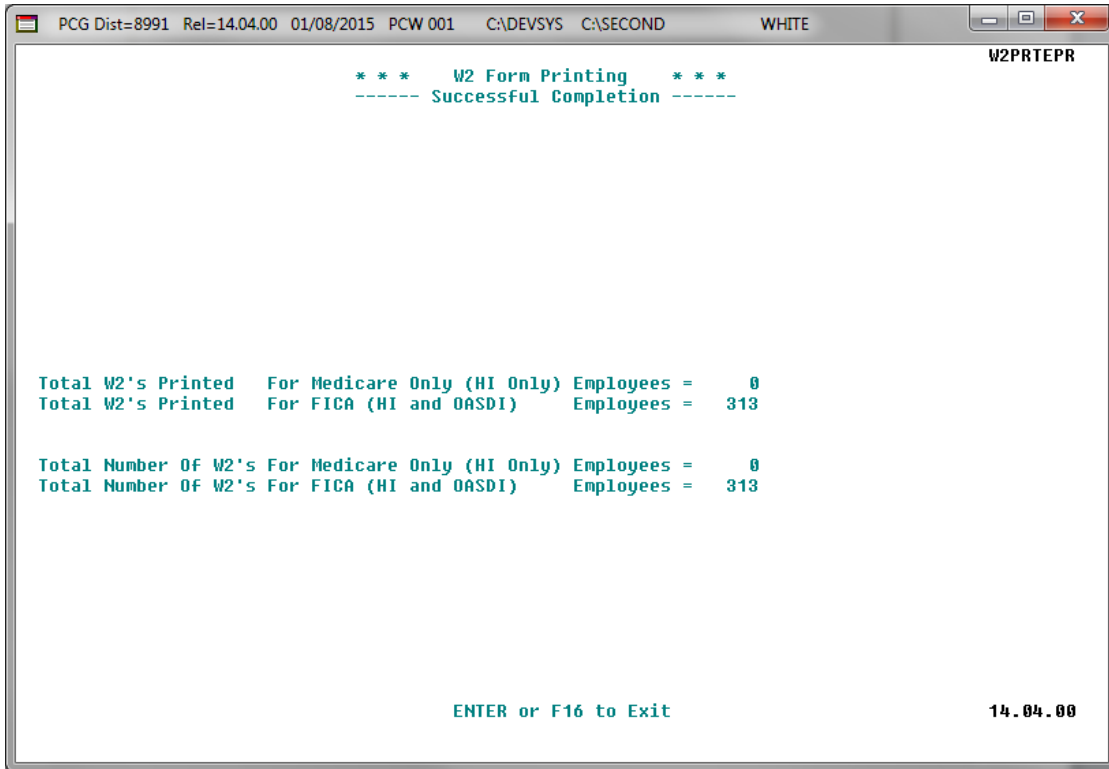 PCG Dist=8991 Rel=14.04.00 01/08/2015 PCW 001 C:\DEVSYS C:\SECOND WHITE
W2PRTEPR
* * * W2 Form Printing * * *
------ Successful Completion ------
Total W2's Printed For Medicare Only (HI Only) Employees = 0
Total W2's Printed For FICA (HI and OASDI) Employees = 313
Total Number Of W2's For Medicare Only (HI Only) Employees = 0
Total Number Of W2's For FICA (HI and OASDI) Employees = 313
ENTER or F16 to Exit 14.04.00